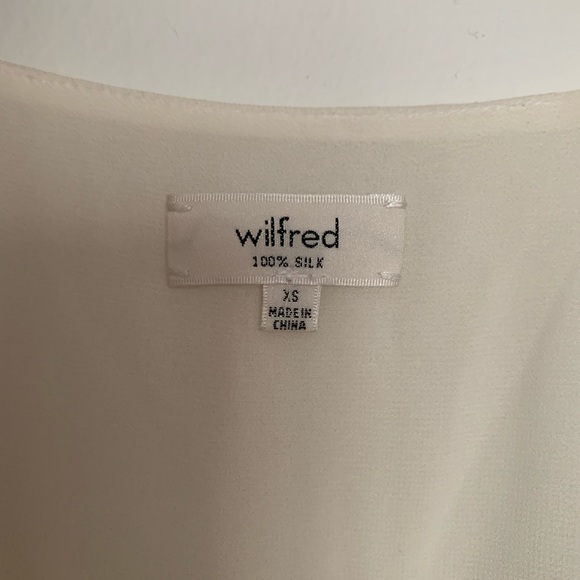 wilfred
100% SILK
XS
MADE IN
CHINA